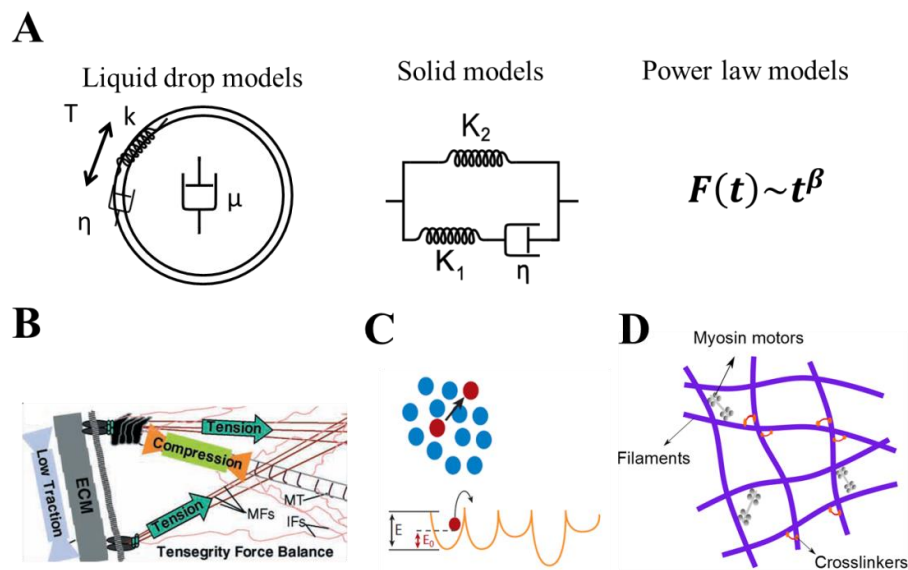 A
Liquid drop models
Solid models
Power law models
T
k
η
μ
K₂
K₁
η
F(t)~t^β
B
Low Traction
ECM
Tension
Compression
Tension
MT
MFs
IFs
Tensegrity Force Balance
C
E
E₀
D
Myosin motors
Filaments
Crosslinkers